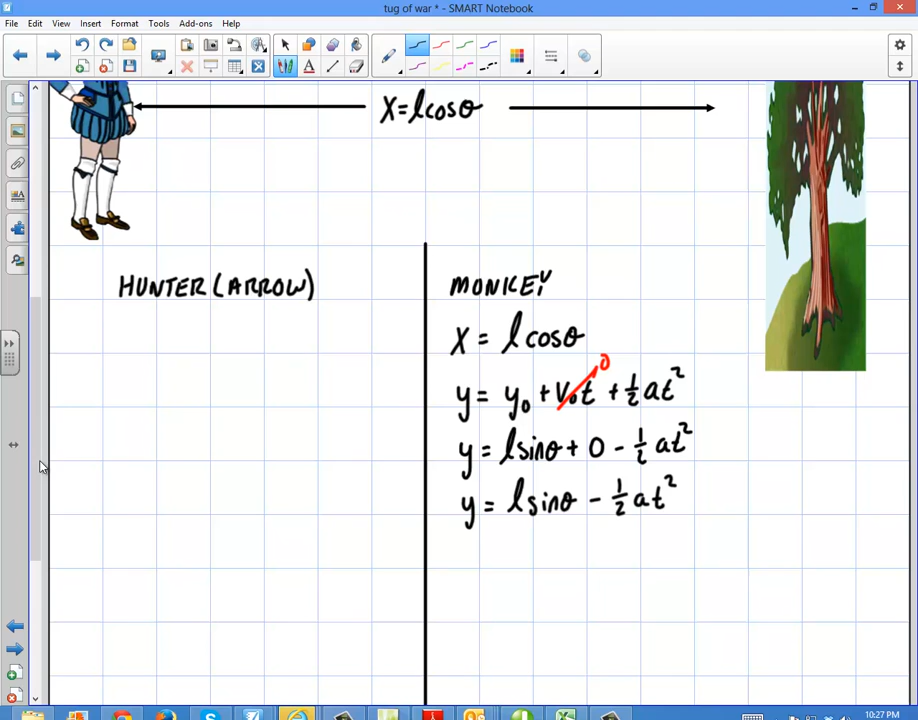 tug of war * - SMART Notebook
File Edit View Insert Format Tools Add-ons Help
X=lcosθ
HUNTER(ARROW)
MONKEY
X = lcosθ
0
y = y₀ + v₀t + ½at²
y = lsinθ + 0 - ½at²
y = lsinθ - ½at²
10:27 PM